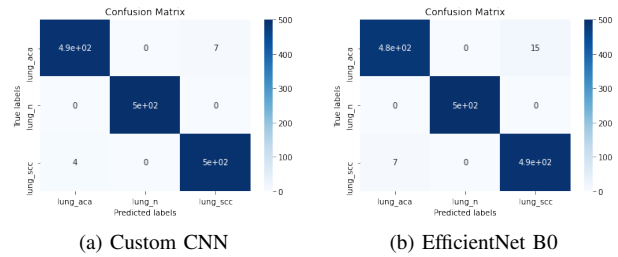 Confusion Matrix
lung_aca
4.9e+02
0
7
lung_n
0
5e+02
0
lung_scc
4
0
5e+02
True labels
lung_aca
lung_n
lung_scc
Predicted labels
500
400
300
200
100
0
(a) Custom CNN
Confusion Matrix
lung_aca
4.8e+02
0
15
lung_n
0
5e+02
0
lung_scc
7
0
4.9e+02
True labels
lung_aca
lung_n
lung_scc
Predicted labels
500
400
300
200
100
0
(b) EfficientNet B0